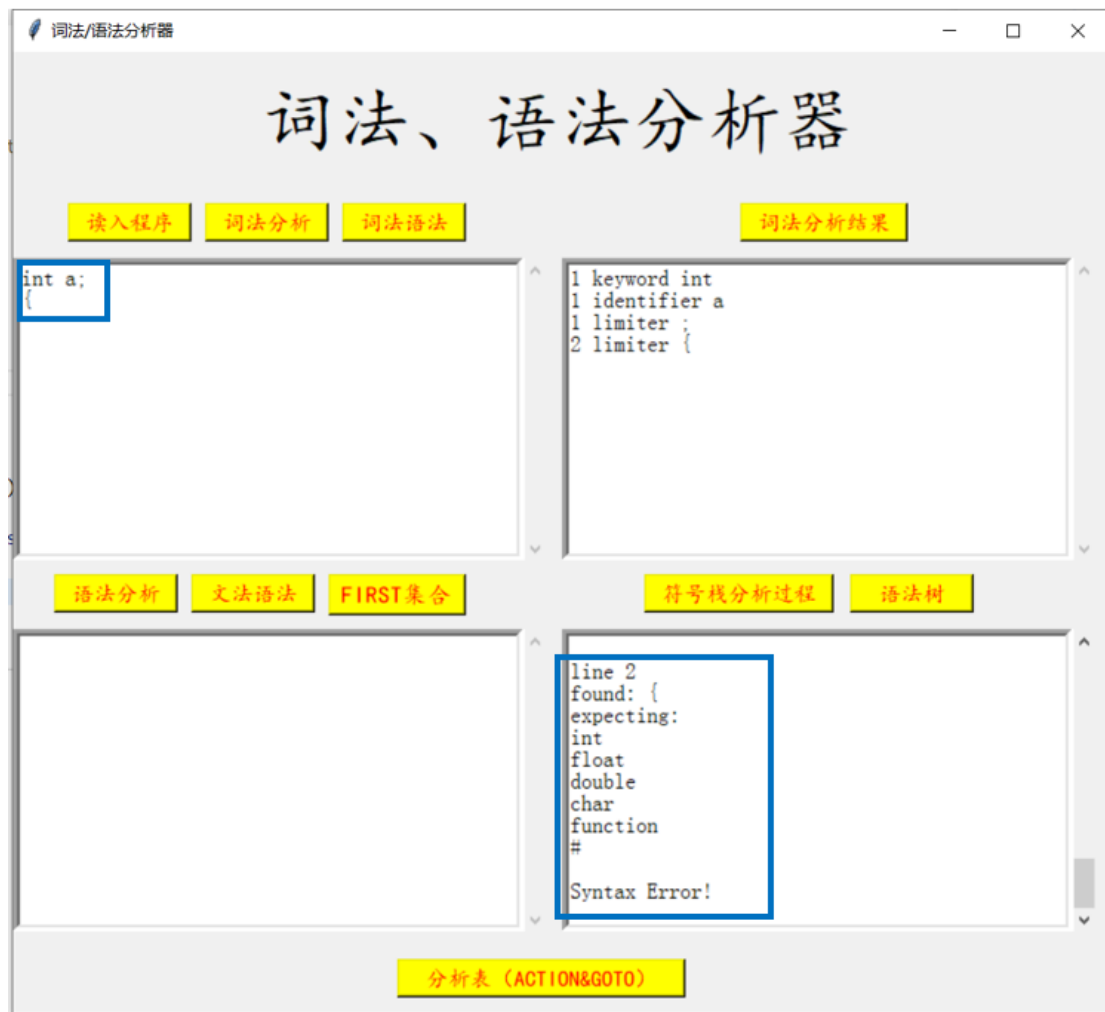 词法/语法分析器
词法、语法分析器
读入程序 词法分析 词法语法 词法分析结果
int a;
{
1 keyword int
1 identifier a
1 limiter ;
2 limiter {
语法分析 文法语法 FIRST集合 符号栈分析过程 语法树
line 2
found: {
expecting:
int
float
double
char
function
#
Syntax Error!
分析表（ACTION&GOTO）